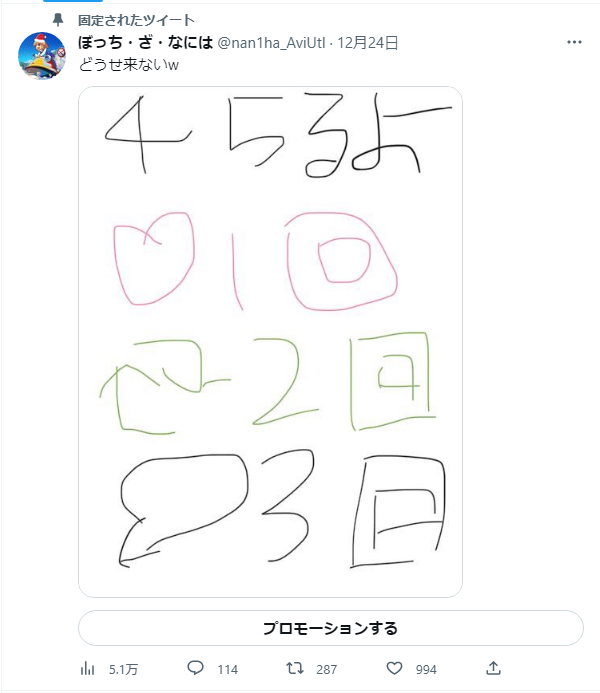 固定されたツイート
ぼっち・ざ・なには @nan1ha_AviUtl · 12月24日
どうせ来ないw
4 5 るよ
♡ 1 回
2 回
3 回
プロモーションする
5.1万 114 287 994